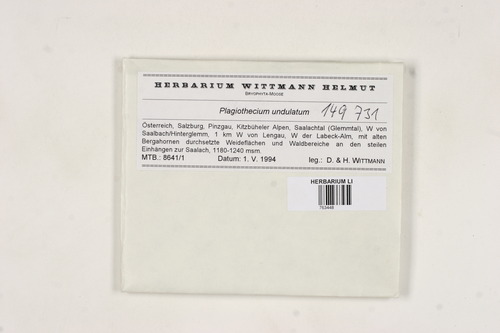 HERBARIUM WITTMANN HELMUT
BRYOPHYTA-MOOSE
Plagiothecium undulatum 149 731
Österreich, Salzburg, Pinzgau, Kitzbüheler Alpen, Saalachtal (Glemmtal), W von
Saalbach/Hinterglemm, 1 km W von Lengau, W der Labeck-Alm, mit alten
Bergahornen durchsetzte Weideflächen und Waldbereiche an den steilen
Einhängen zur Saalach, 1180-1240 msm.
MTB.: 8641/1 Datum: 1. V. 1994 leg.: D. & H. WITTMANN
HERBARIUM LI
763448